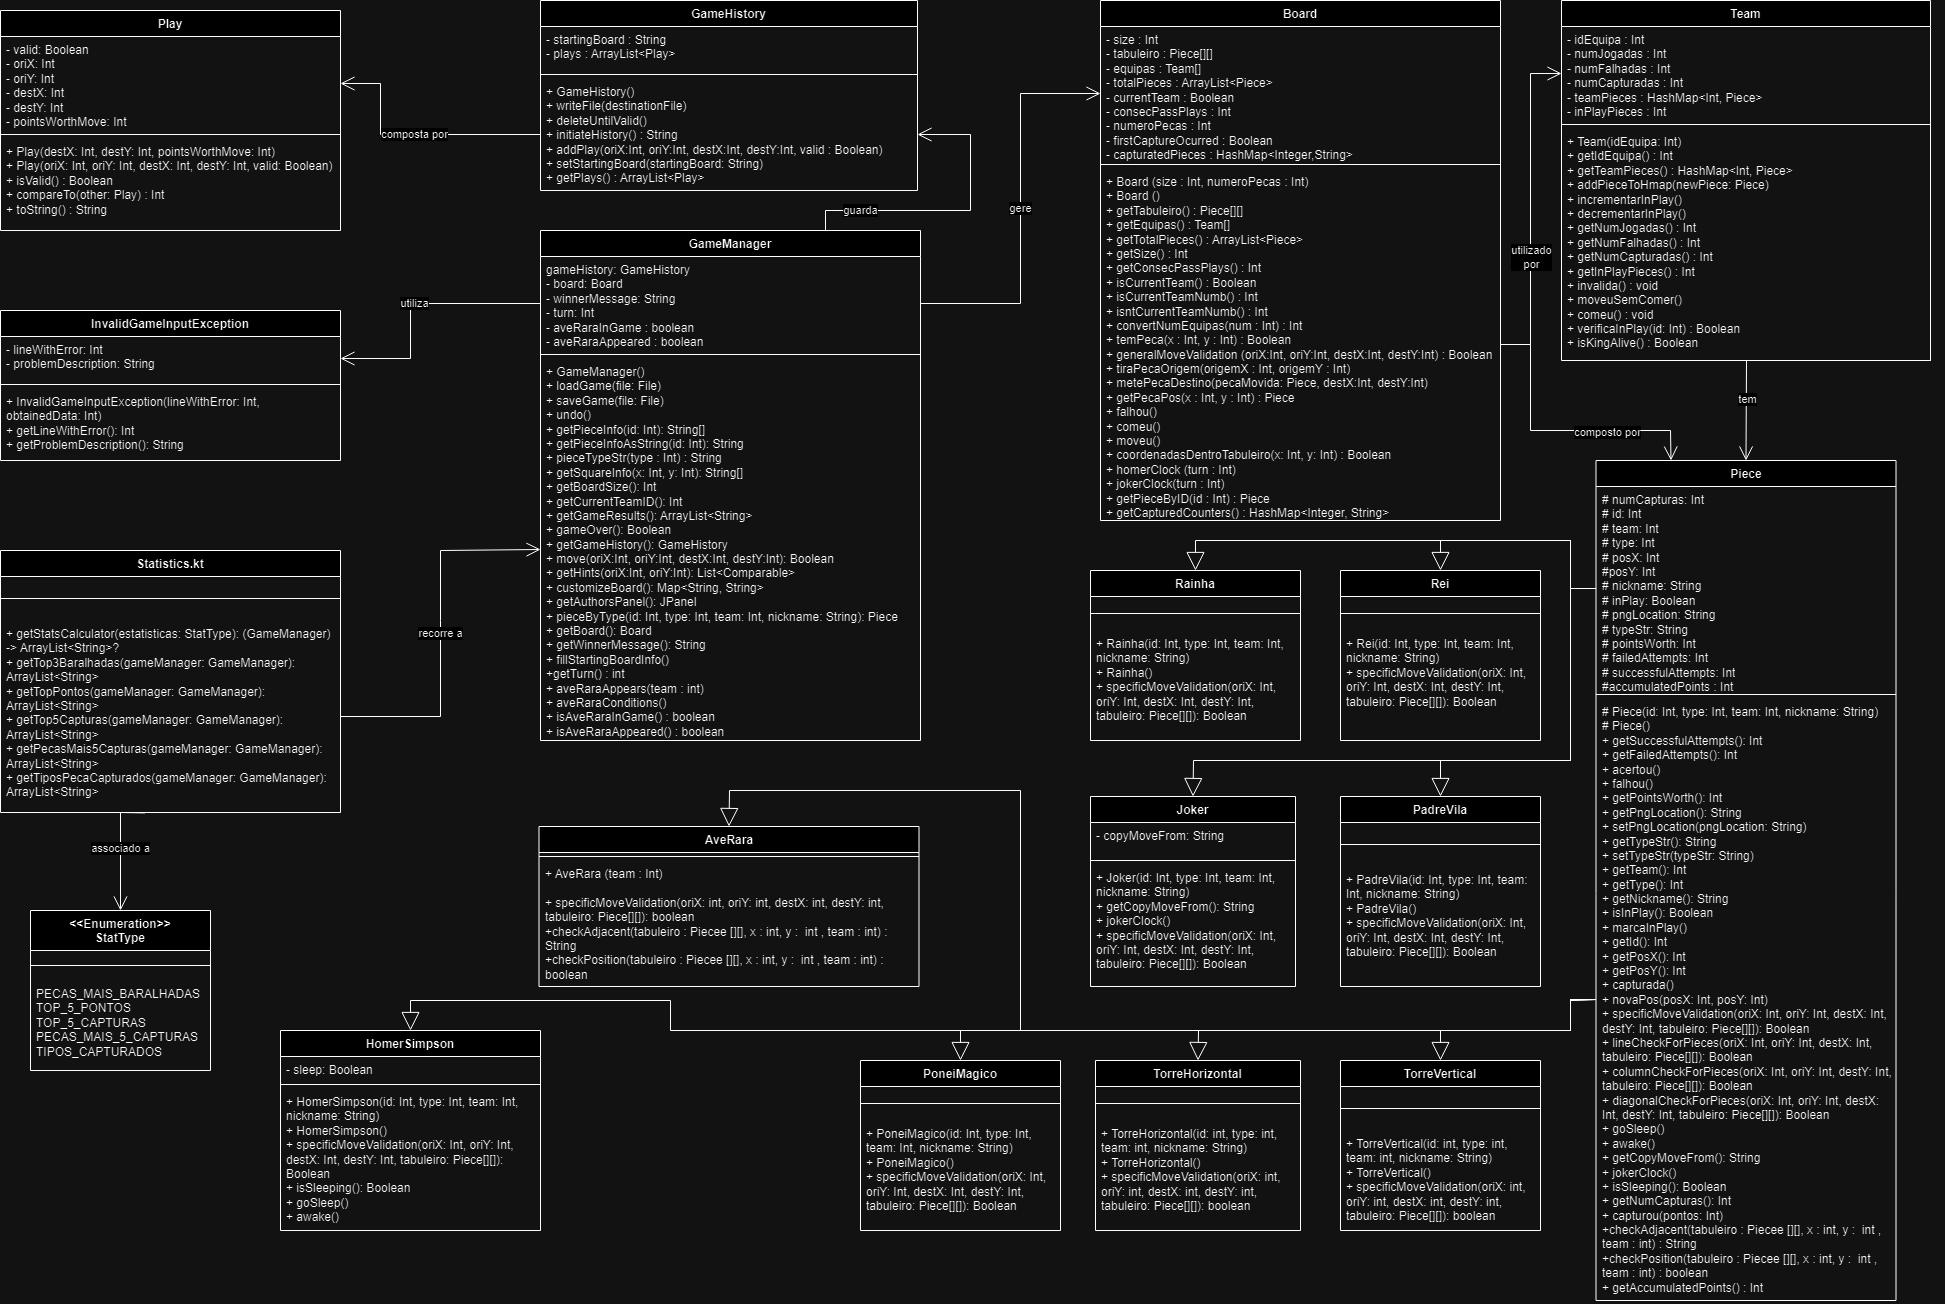 Play
- valid: Boolean
- oriX: Int
- oriY: Int
- destX: Int
- destY: Int
- pointsWorthMove: Int
+ Play(destX: Int, destY: Int, pointsWorthMove: Int)
+ Play(oriX: Int, oriY: Int, destX: Int, destY: Int, valid: Boolean)
+ isValid() : Boolean
+ compareTo(other: Play) : Int
+ toString() : String
composta por
GameHistory
- startingBoard : String
- plays : ArrayList<Play>
+ GameHistory()
+ writeFile(destinationFile)
+ deleteUntilValid()
+ initiateHistory() : String
+ addPlay(oriX:Int, oriY:Int, destX:Int, destY:Int, valid : Boolean)
+ setStartingBoard(startingBoard: String)
+ getPlays() : ArrayList<Play>
guarda
gere
Board
- size : Int
- tabuleiro : Piece[][]
- equipas : Team[]
- totalPieces : ArrayList<Piece>
- currentTeam : Boolean
- consecPassPlays : Int
- numeroPecas : Int
- firstCaptureOcurred : Boolean
- capturatedPieces : HashMap<Integer,String>
+ Board (size : Int, numeroPecas : Int)
+ Board ()
+ getTabuleiro() : Piece[][]
+ getEquipas() : Team[]
+ getTotalPieces() : ArrayList<Piece>
+ getSize() : Int
+ getConsecPassPlays() : Int
+ isCurrentTeam() : Boolean
+ isCurrentTeamNumb() : Int
+ isntCurrentTeamNumb() : Int
+ convertNumEquipas(num : Int) : Int
+ temPeca(x : Int, y : Int) : Boolean
+ generalMoveValidation (oriX:Int, oriY:Int, destX:Int, destY:Int) : Boolean
+ tiraPecaOrigem(origemX : Int, origemY : Int)
+ metePecaDestino(pecaMovida: Piece, destX:Int, destY:Int)
+ getPecaPos(x : Int, y : Int) : Piece
+ falhou()
+ comeu()
+ moveu()
+ coordenadasDentroTabuleiro(x: Int, y: Int) : Boolean
+ homerClock (turn : Int)
+ jokerClock(turn : Int)
+ getPieceByID(id : Int) : Piece
+ getCapturedCounters() : HashMap<Integer, String>
utilizado
por
composto por
Team
- idEquipa : Int
- numJogadas : Int
- numFalhadas : Int
- numCapturadas : Int
- teamPieces : HashMap<Int, Piece>
- inPlayPieces : Int
+ Team(idEquipa: Int)
+ getIdEquipa() : Int
+ getTeamPieces() : HashMap<Int, Piece>
+ addPieceToHmap(newPiece: Piece)
+ incrementarInPlay()
+ decrementarInPlay()
+ getNumJogadas() : Int
+ getNumFalhadas() : Int
+ getNumCapturadas() : Int
+ getInPlayPieces() : Int
+ invalida() : void
+ moveuSemComer()
+ comeu() : void
+ verificaInPlay(id: Int) : Boolean
+ isKingAlive() : Boolean
tem
InvalidGameInputException
- lineWithError: Int
- problemDescription: String
+ InvalidGameInputException(lineWithError: Int,
obtainedData: Int)
+ getLineWithError(): Int
+ getProblemDescription(): String
utiliza
GameManager
gameHistory: GameHistory
- board: Board
- winnerMessage: String
- turn: Int
- aveRaraInGame : boolean
- aveRaraAppeared : boolean
+ GameManager()
+ loadGame(file: File)
+ saveGame(file: File)
+ undo()
+ getPieceInfo(id: Int): String[]
+ getPieceInfoAsString(id: Int): String
+ pieceTypeStr(type : Int) : String
+ getSquareInfo(x: Int, y: Int): String[]
+ getBoardSize(): Int
+ getCurrentTeamID(): Int
+ getGameResults(): ArrayList<String>
+ gameOver(): Boolean
+ getGameHistory(): GameHistory
+ move(oriX:Int, oriY:Int, destX:Int, destY:Int): Boolean
+ getHints(oriX:Int, oriY:Int): List<Comparable>
+ customizeBoard(): Map<String, String>
+ getAuthorsPanel(): JPanel
+ pieceByType(id: Int, type: Int, team: Int, nickname: String): Piece
+ getBoard(): Board
+ getWinnerMessage(): String
+ fillStartingBoardInfo()
+getTurn() : int
+ aveRaraAppears(team : int)
+ aveRaraConditions()
+ isAveRaraInGame() : boolean
+ isAveRaraAppeared() : boolean
Statistics.kt
+ getStatsCalculator(estatisticas: StatType): (GameManager)
-> ArrayList<String>?
+ getTop3Baralhadas(gameManager: GameManager):
ArrayList<String>
+ getTopPontos(gameManager: GameManager):
ArrayList<String>
+ getTop5Capturas(gameManager: GameManager):
ArrayList<String>
+ getPecasMais5Capturas(gameManager: GameManager):
ArrayList<String>
+ getTiposPecaCapturados(gameManager: GameManager):
ArrayList<String>
recorre a
associado a
<<Enumeration>>
StatType
PECAS_MAIS_BARALHADAS
TOP_5_PONTOS
TOP_5_CAPTURAS
PECAS_MAIS_5_CAPTURAS
TIPOS_CAPTURADOS
Rainha
+ Rainha(id: Int, type: Int, team: Int,
nickname: String)
+ Rainha()
+ specificMoveValidation(oriX: Int,
oriY: Int, destX: Int, destY: Int,
tabuleiro: Piece[][]): Boolean
Rei
+ Rei(id: Int, type: Int, team: Int,
nickname: String)
+ specificMoveValidation(oriX: Int,
oriY: Int, destX: Int, destY: Int,
tabuleiro: Piece[][]): Boolean
Joker
- copyMoveFrom: String
+ Joker(id: Int, type: Int, team: Int,
nickname: String)
+ getCopyMoveFrom(): String
+ jokerClock()
+ specificMoveValidation(oriX: Int,
oriY: Int, destX: Int, destY: Int,
tabuleiro: Piece[][]): Boolean
PadreVila
+ PadreVila(id: Int, type: Int, team:
Int, nickname: String)
+ PadreVila()
+ specificMoveValidation(oriX: Int,
oriY: Int, destX: Int, destY: Int,
tabuleiro: Piece[][]): Boolean
AveRara
+ AveRara (team : Int)
+ specificMoveValidation(oriX: int, oriY: int, destX: int, destY: int,
tabuleiro: Piece[][]): boolean
+checkAdjacent(tabuleiro : Piecee [][], x : int, y : int , team : int) :
String
+checkPosition(tabuleiro : Piecee [][], x : int, y : int , team : int) :
boolean
HomerSimpson
- sleep: Boolean
+ HomerSimpson(id: Int, type: Int, team: Int,
nickname: String)
+ HomerSimpson()
+ specificMoveValidation(oriX: Int, oriY: Int,
destX: Int, destY: Int, tabuleiro: Piece[][]):
Boolean
+ isSleeping(): Boolean
+ goSleep()
+ awake()
PoneiMagico
+ PoneiMagico(id: Int, type: Int,
team: Int, nickname: String)
+ PoneiMagico()
+ specificMoveValidation(oriX: Int,
oriY: Int, destX: Int, destY: Int,
tabuleiro: Piece[][]): Boolean
TorreHorizontal
+ TorreHorizontal(id: int, type: int,
team: int, nickname: String)
+ TorreHorizontal()
+ specificMoveValidation(oriX: int,
oriY: int, destX: int, destY: int,
tabuleiro: Piece[][]): boolean
TorreVertical
+ TorreVertical(id: int, type: int,
team: int, nickname: String)
+ TorreVertical()
+ specificMoveValidation(oriX: int,
oriY: int, destX: int, destY: int,
tabuleiro: Piece[][]): boolean
Piece
# numCapturas: Int
# id: Int
# team: Int
# type: Int
# posX: Int
#posY: Int
# nickname: String
# inPlay: Boolean
# pngLocation: String
# typeStr: String
# pointsWorth: Int
# failedAttempts: Int
# successfulAttempts: Int
#accumulatedPoints : Int
# Piece(id: Int, type: Int, team: Int, nickname: String)
# Piece()
+ getSuccessfulAttempts(): Int
+ getFailedAttempts(): Int
+ acertou()
+ falhou()
+ getPointsWorth(): Int
+ getPngLocation(): String
+ setPngLocation(pngLocation: String)
+ getTypeStr(): String
+ setTypeStr(typeStr: String)
+ getTeam(): Int
+ getType(): Int
+ getNickname(): String
+ isInPlay(): Boolean
+ marcaInPlay()
+ getId(): Int
+ getPosX(): Int
+ getPosY(): Int
+ capturada()
+ novaPos(posX: Int, posY: Int)
+ specificMoveValidation(oriX: Int, oriY: Int, destX: Int,
destY: Int, tabuleiro: Piece[][]): Boolean
+ lineCheckForPieces(oriX: Int, oriY: Int, destX: Int,
tabuleiro: Piece[][]): Boolean
+ columnCheckForPieces(oriX: Int, oriY: Int, destY: Int,
tabuleiro: Piece[][]): Boolean
+ diagonalCheckForPieces(oriX: Int, oriY: Int, destX:
Int, destY: Int, tabuleiro: Piece[][]): Boolean
+ goSleep()
+ awake()
+ getCopyMoveFrom(): String
+ jokerClock()
+ isSleeping(): Boolean
+ getNumCapturas(): Int
+ capturou(pontos: Int)
+checkAdjacent(tabuleiro : Piecee [][], x : int, y : int ,
team : int) : String
+checkPosition(tabuleiro : Piecee [][], x : int, y : int ,
team : int) : boolean
+ getAccumulatedPoints() : Int